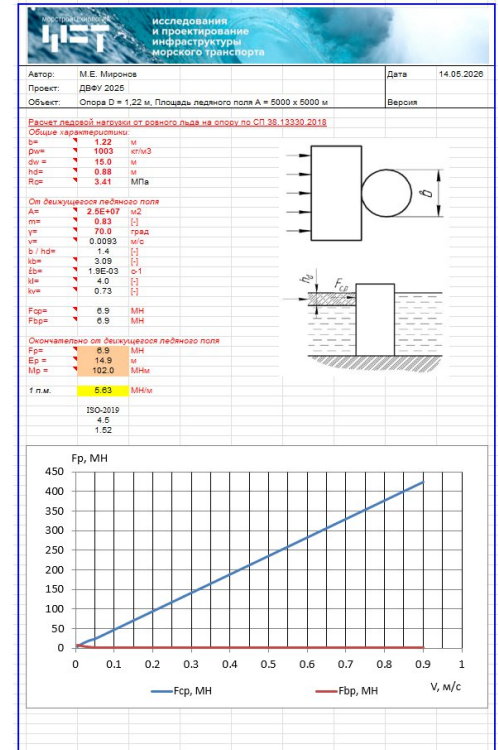 морстройтехнология
исследования
и проектирование
инфраструктуры
морского транспорта
Автор: М.Е. Миронов Дата 14.05.2026
Проект: ДВФУ 2025
Объект: Опора D = 1,22 м, Площадь ледяного поля A = 5000 x 5000 м Версия
Расчет ледовой нагрузки от ровного льда на опору по СП 38.13330.2018
Общие характеристики:
b= 1.22 м
ρw= 1003 кг/м3
dw = 15.0 м
hd= 0.88 м
Rc= 3.41 МПа
От движущегося ледяного поля
A= 2.5E+07 м2
m= 0.83 [-]
γ= 70.0 град
v= 0.0093 м/с
b / hd= 1.4 [-]
kb= 3.09 [-]
έb= 1.9E-03 с-1
kl= 4.0 [-]
kv= 0.73 [-]
Fcp= 6.9 МН
Fbp= 6.9 МН
Окончательно от движущегося ледяного поля
Fp= 6.9 МН
Ep = 14.9 м
Mp = 102.0 МНм
1 п.м. 5.63 МН/м
ISO-2019
4.5
1.52
b
hd
Fcp
Fp, МН
450
400
350
300
250
200
150
100
50
0
0 0.1 0.2 0.3 0.4 0.5 0.6 0.7 0.8 0.9 1
Fcp, МН Fbp, МН V, м/с